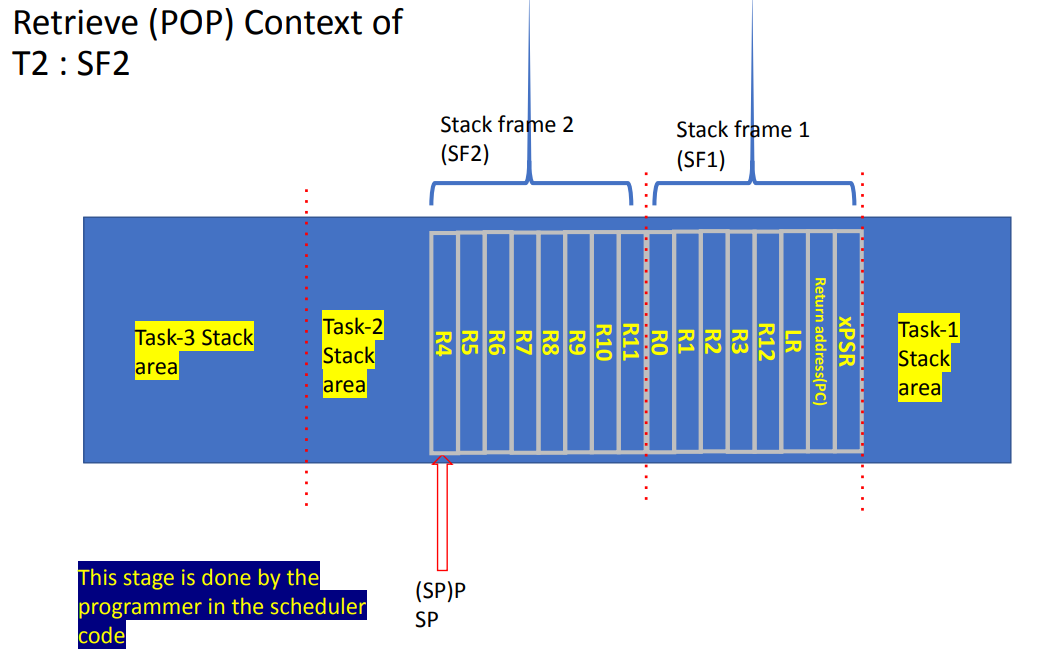 Retrieve (POP) Context of
T2 : SF2
Stack frame 2
(SF2)
Stack frame 1
(SF1)
Task-3 Stack
area
Task-2
Stack
area
R4
R5
R6
R7
R8
R9
R10
R11
R0
R1
R2
R3
R12
LR
Return address(PC)
xPSR
Task-1
Stack
area
This stage is done by the
programmer in the scheduler
code
(SP)P
SP